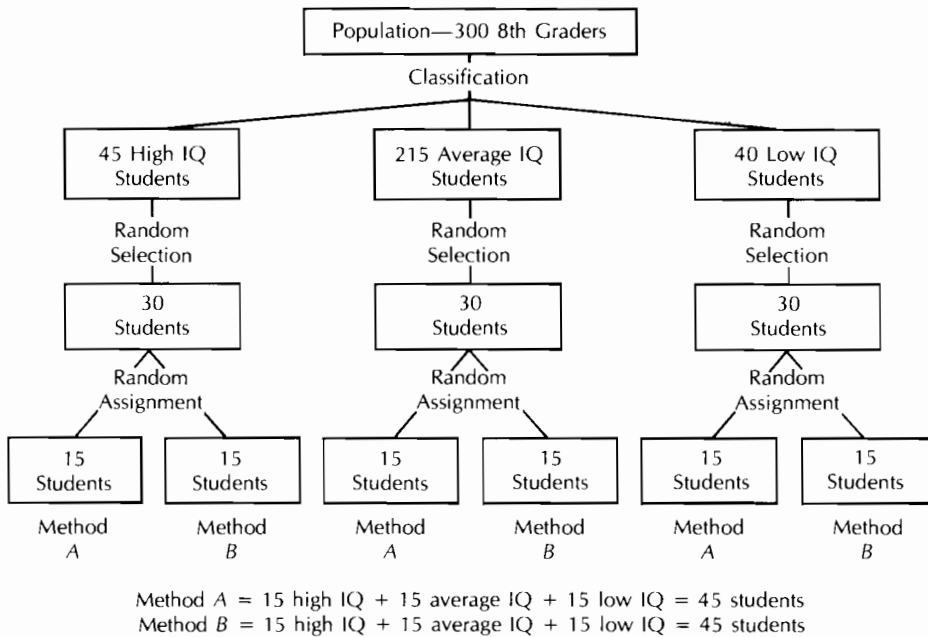 Population—300 8th Graders
Classification
45 High IQ
Students
215 Average IQ
Students
40 Low IQ
Students
Random
Selection
Random
Selection
Random
Selection
30
Students
30
Students
30
Students
Random
Assignment
Random
Assignment
Random
Assignment
15
Students
15
Students
15
Students
15
Students
15
Students
15
Students
Method
A
Method
B
Method
A
Method
B
Method
A
Method
B
Method A = 15 high IQ + 15 average IQ + 15 low IQ = 45 students
Method B = 15 high IQ + 15 average IQ + 15 low IQ = 45 students